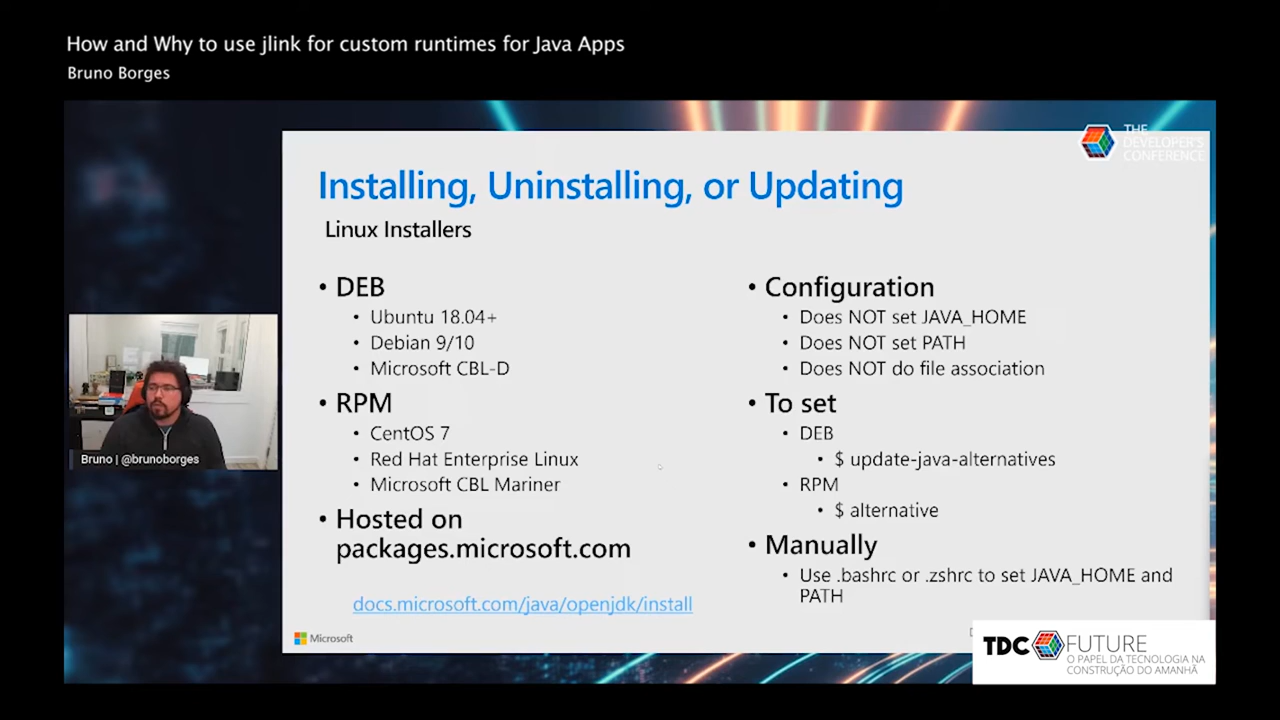 How and Why to use jlink for custom runtimes for Java Apps
Bruno Borges
THE
DEVELOPER'S
CONFERENCE
Installing, Uninstalling, or Updating
Linux Installers
• DEB
• Ubuntu 18.04+
• Debian 9/10
• Microsoft CBL-D
• RPM
• CentOS 7
• Red Hat Enterprise Linux
• Microsoft CBL Mariner
• Hosted on
packages.microsoft.com
docs.microsoft.com/java/openjdk/install
• Configuration
• Does NOT set JAVA_HOME
• Does NOT set PATH
• Does NOT do file association
• To set
• DEB
• $ update-java-alternatives
• RPM
• $ alternative
• Manually
• Use .bashrc or .zshrc to set JAVA_HOME and
PATH
Bruno | @brunoborges
Microsoft
TDC FUTURE
O PAPEL DA TECNOLOGIA NA
CONSTRUÇÃO DO AMANHÃ